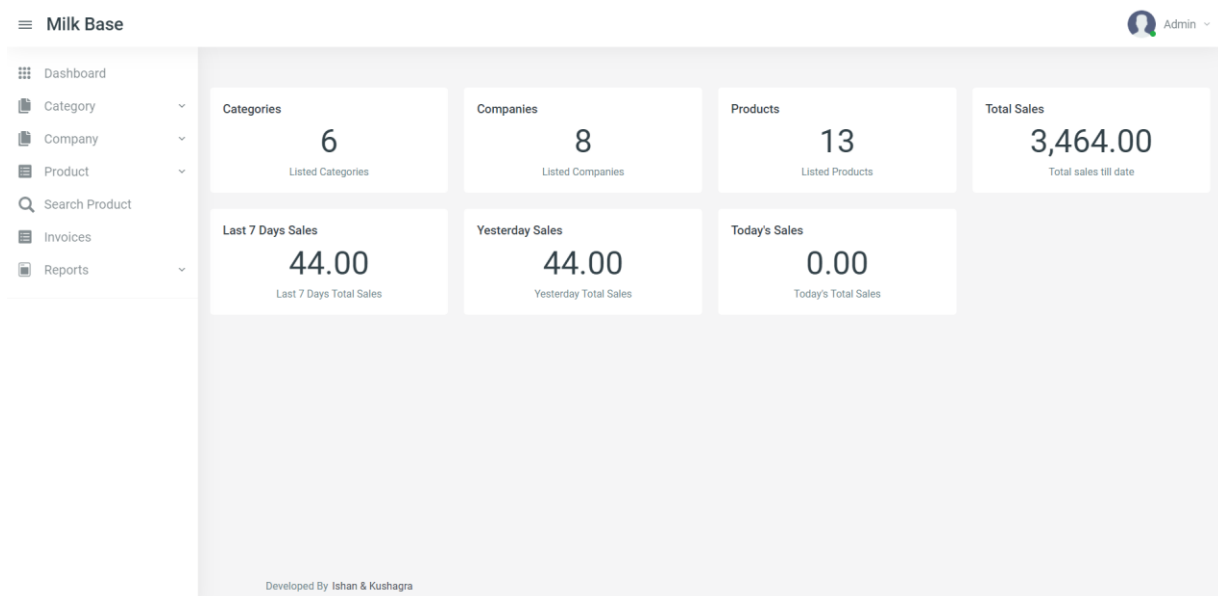 Milk Base
Admin
Dashboard
Category
Company
Product
Search Product
Invoices
Reports
Categories
6
Listed Categories
Companies
8
Listed Companies
Products
13
Listed Products
Total Sales
3,464.00
Total sales till date
Last 7 Days Sales
44.00
Last 7 Days Total Sales
Yesterday Sales
44.00
Yesterday Total Sales
Today's Sales
0.00
Today's Total Sales
Developed By Ishan & Kushagra